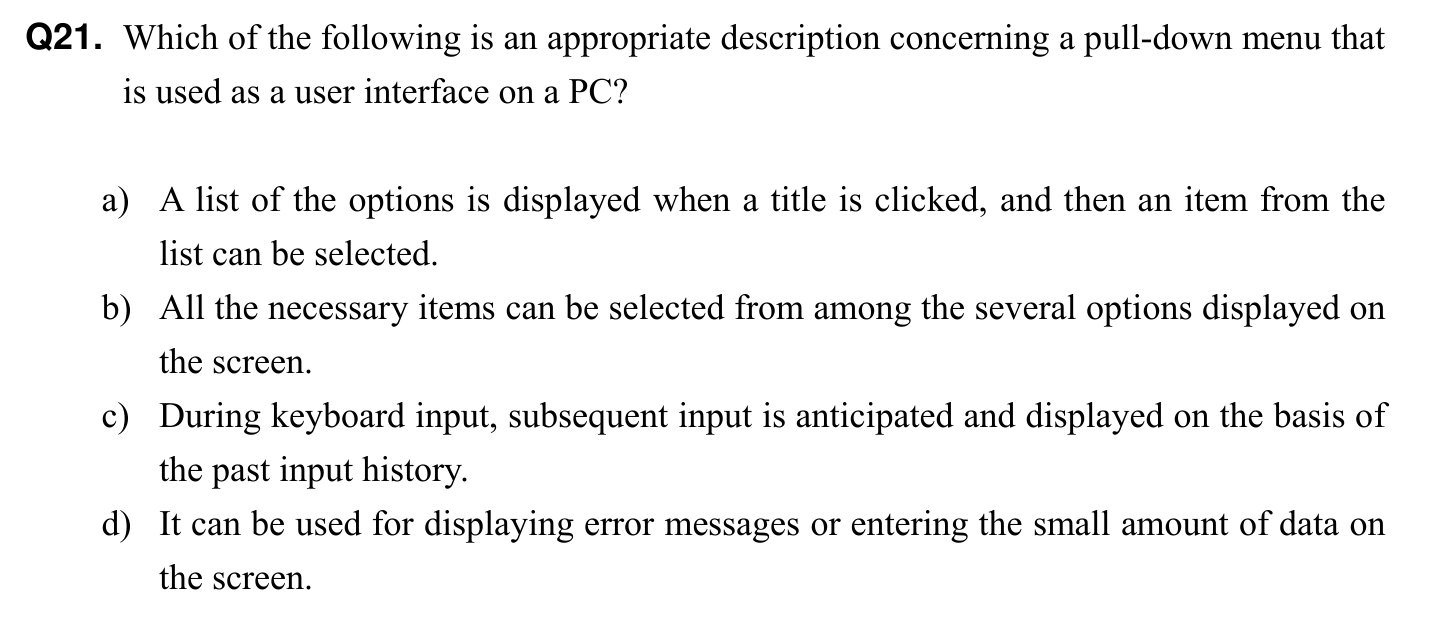 Q21. Which of the following is an appropriate description concerning a pull-down menu that
is used as a user interface on a PC?
a) A list of the options is displayed when a title is clicked, and then an item from the
list can be selected.
b) All the necessary items can be selected from among the several options displayed on
the screen.
c) During keyboard input, subsequent input is anticipated and displayed on the basis of
the past input history.
d) It can be used for displaying error messages or entering the small amount of data on
the screen.